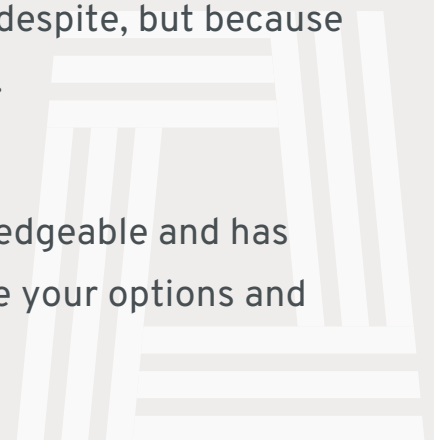 despite, but because
.
edgeable and has
e your options and